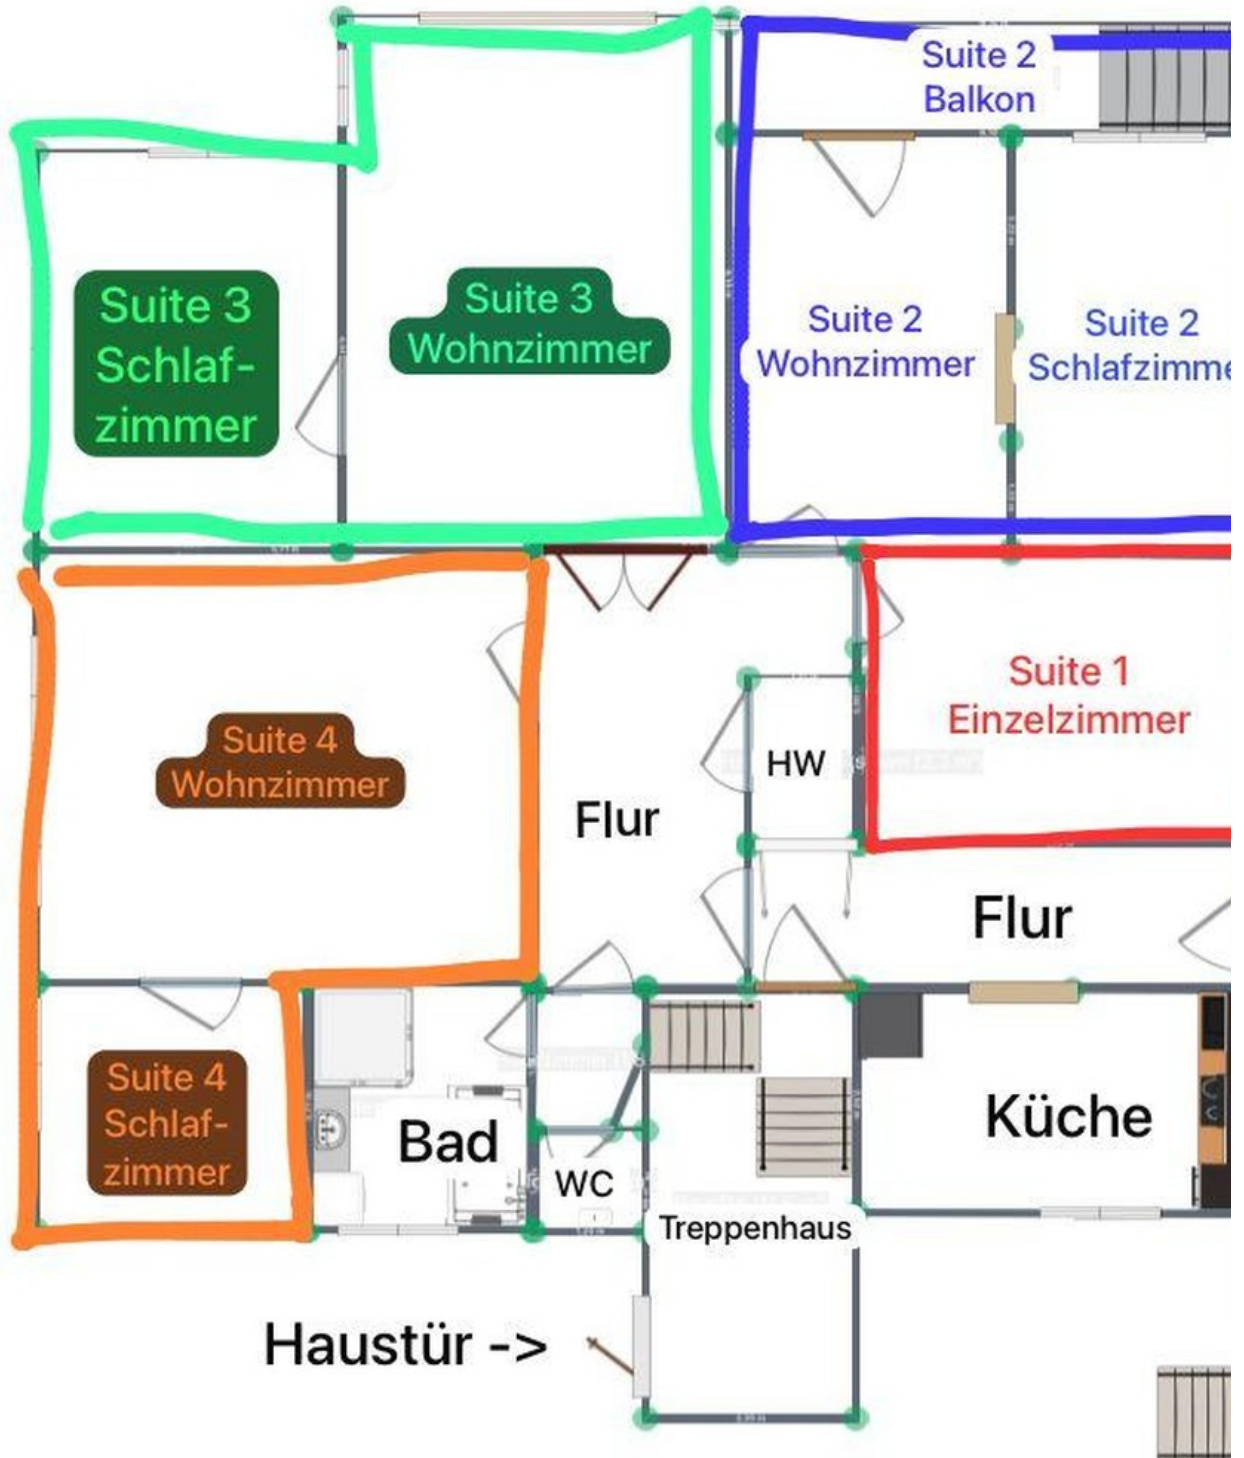 Suite 2
Balkon
Suite 3
Schlaf-
zimmer
Suite 3
Wohnzimmer
Suite 2
Wohnzimmer
Suite 2
Schlafzimme
Suite 4
Wohnzimmer
Flur
HW
Suite 1
Einzelzimmer
Flur
Suite 4
Schlaf-
zimmer
Bad
WC
Treppenhaus
Küche
Haustür ->